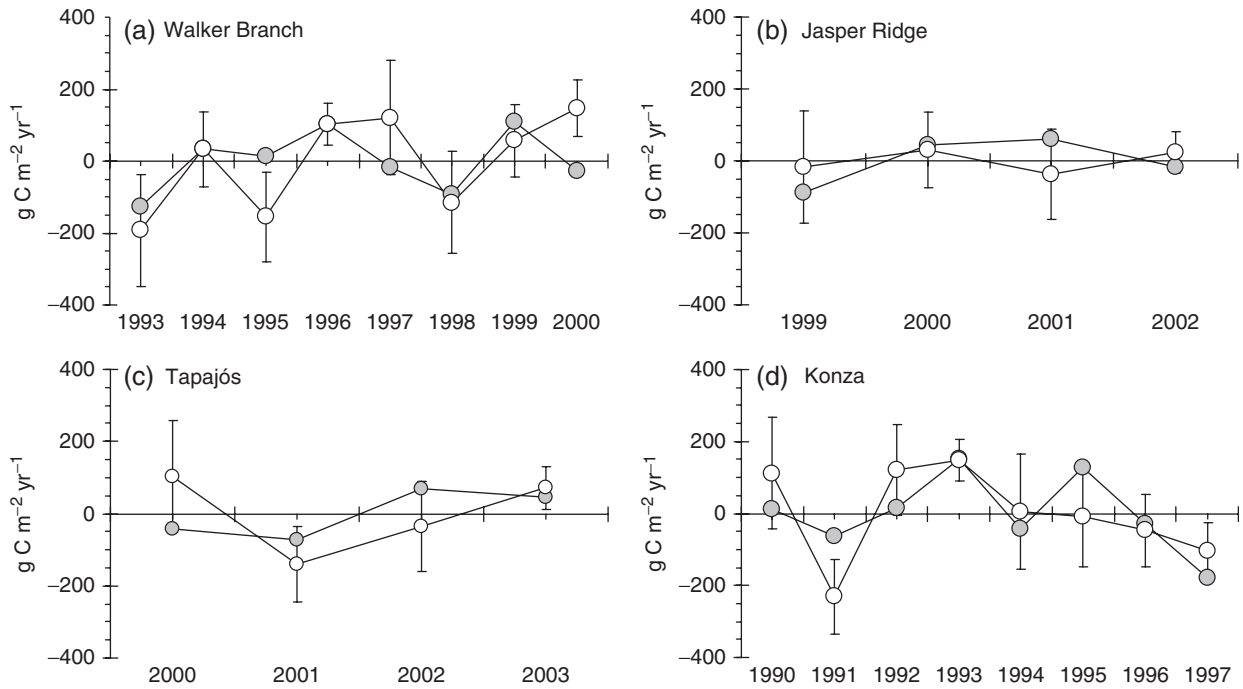 (a) Walker Branch
g C m⁻² yr⁻¹
400
200
0
−200
−400
1993 1994 1995 1996 1997 1998 1999 2000
(b) Jasper Ridge
g C m⁻² yr⁻¹
400
200
0
−200
−400
1999 2000 2001 2002
(c) Tapajós
g C m⁻² yr⁻¹
400
200
0
−200
−400
2000 2001 2002 2003
(d) Konza
g C m⁻² yr⁻¹
400
200
0
−200
−400
1990 1991 1992 1993 1994 1995 1996 1997